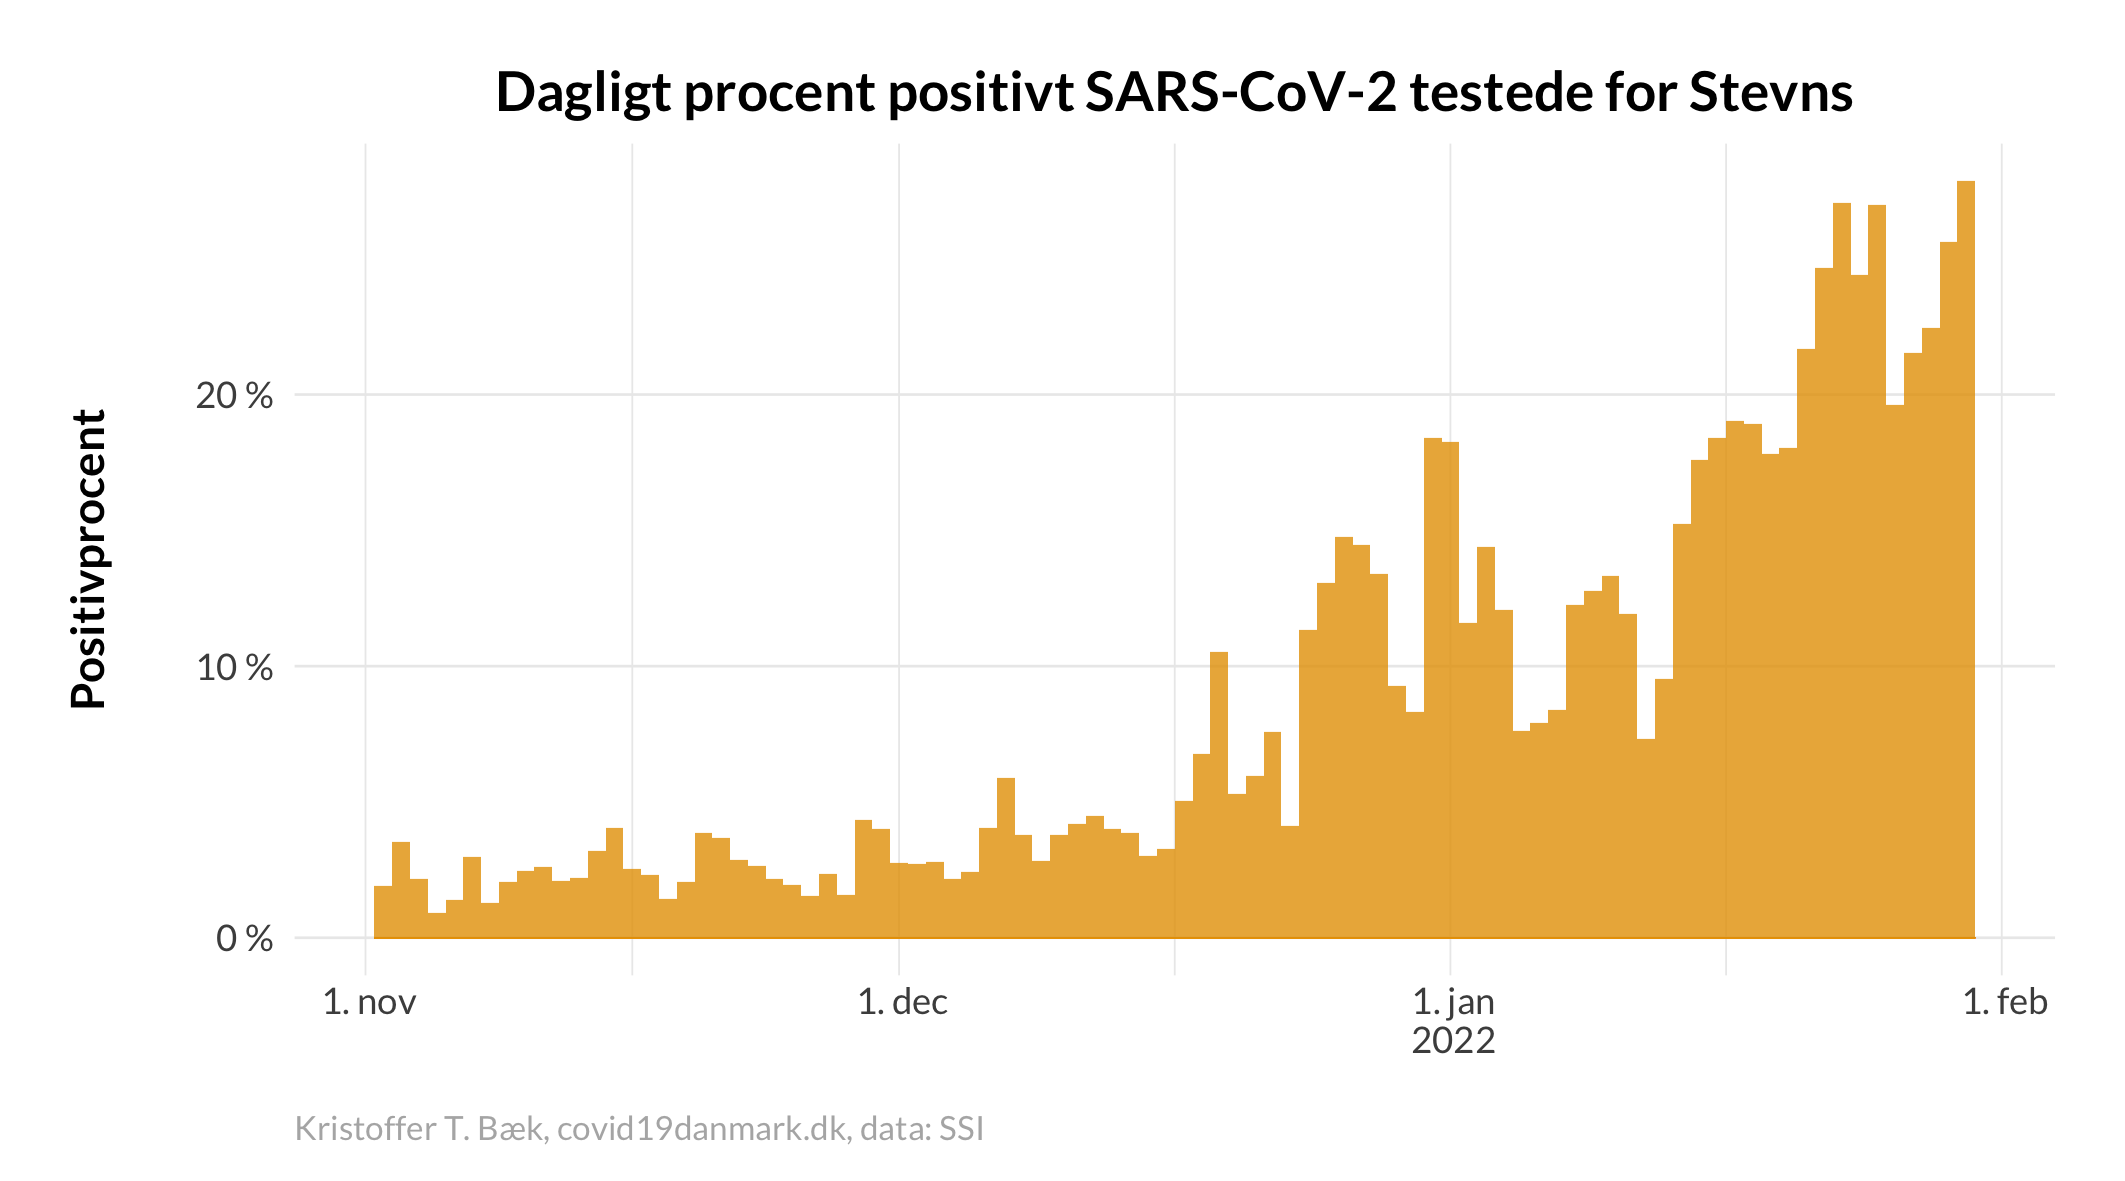 Dagligt procent positivt SARS-CoV-2 testede for Stevns
Positivprocent
20 %
10 %
0 %
1. nov
1. dec
1. jan
2022
1. feb
Kristoffer T. Bæk, covid19danmark.dk, data: SSI